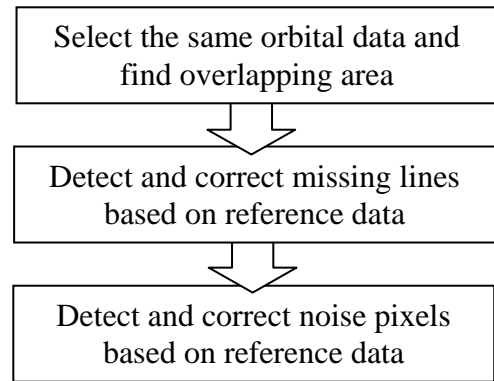 Select the same orbital data and
find overlapping area
Detect and correct missing lines
based on reference data
Detect and correct noise pixels
based on reference data